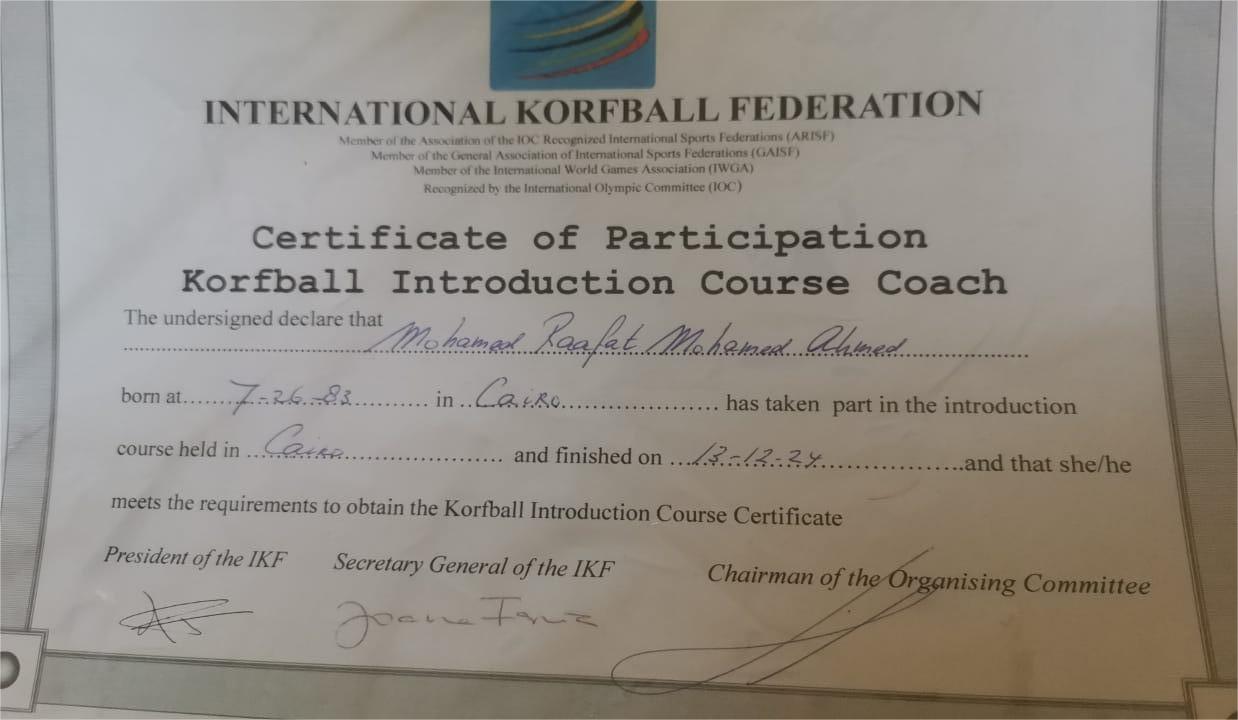 INTERNATIONAL KORFBALL FEDERATION
Member of the Association of the IOC Recognized International Sports Federations (ARISF)
Member of the General Association of International Sports Federations (GAISF)
Member of the International World Games Association (IWGA)
Recognized by the International Olympic Committee (IOC)
Certificate of Participation
Korfball Introduction Course Coach
The undersigned declare that
Mohamed Raafat Mohamed Ahmed
born at 7-26-83 in Cairo has taken part in the introduction
course held in Cairo and finished on 13-12-24 and that she/he
meets the requirements to obtain the Korfball Introduction Course Certificate
President of the IKF Secretary General of the IKF Chairman of the Organising Committee